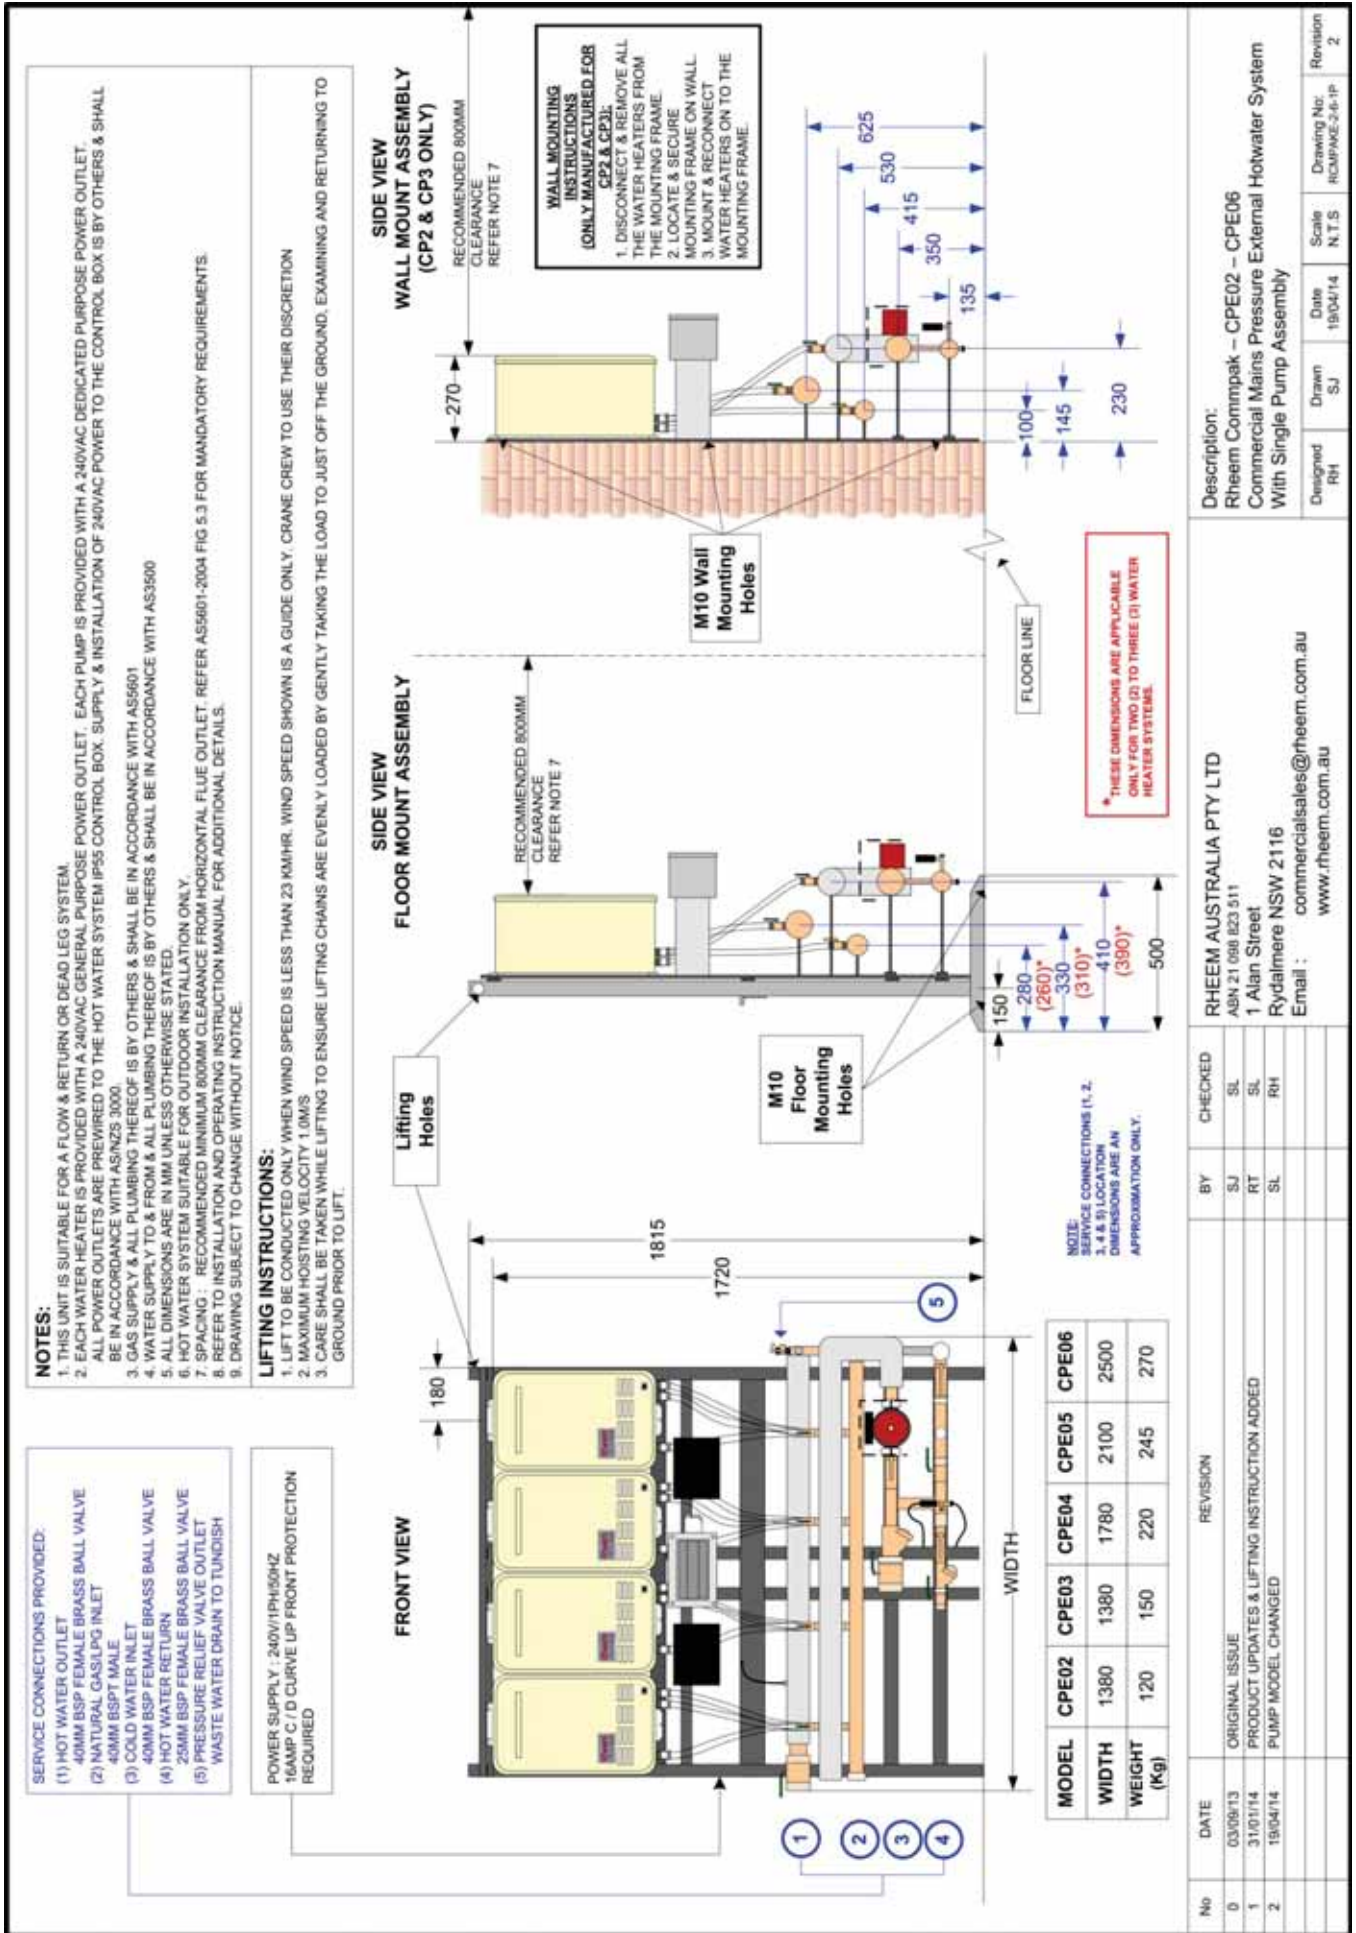 NOTES:
1. THIS UNIT IS SUITABLE FOR A FLOW & RETURN OR DEAD LEG SYSTEM.
2. EACH WATER HEATER IS PROVIDED WITH A 240VAC GENERAL PURPOSE POWER OUTLET. EACH PUMP IS PROVIDED WITH A 240VAC DEDICATED PURPOSE POWER OUTLET.
ALL POWER OUTLETS ARE PREWIRED TO THE HOT WATER SYSTEM IP55 CONTROL BOX. SUPPLY & INSTALLATION OF 240VAC POWER TO THE CONTROL BOX IS BY OTHERS & SHALL
BE IN ACCORDANCE WITH AS/NZS 3000.
3. GAS SUPPLY & ALL PLUMBING THEREOF IS BY OTHERS & SHALL BE IN ACCORDANCE WITH AS5601
4. WATER SUPPLY TO & FROM & ALL PLUMBING THEREOF IS BY OTHERS & SHALL BE IN ACCORDANCE WITH AS3500
5. ALL DIMENSIONS ARE IN MM UNLESS OTHERWISE STATED.
6. HOT WATER SYSTEM SUITABLE FOR OUTDOOR INSTALLATION ONLY.
7. SPACING : RECOMMENDED MINIMUM 800MM CLEARANCE FROM HORIZONTAL FLUE OUTLET. REFER AS5601-2004 FIG 5.3 FOR MANDATORY REQUIREMENTS.
8. REFER TO INSTALLATION AND OPERATING INSTRUCTION MANUAL FOR ADDITIONAL DETAILS.
9. DRAWING SUBJECT TO CHANGE WITHOUT NOTICE.
LIFTING INSTRUCTIONS:
1. LIFT TO BE CONDUCTED ONLY WHEN WIND SPEED IS LESS THAN 23 KM/HR. WIND SPEED SHOWN IS A GUIDE ONLY. CRANE CREW TO USE THEIR DISCRETION
2. MAXIMUM HOISTING VELOCITY 1.0M/S
3. CARE SHALL BE TAKEN WHILE LIFTING TO ENSURE LIFTING CHAINS ARE EVENLY LOADED BY GENTLY TAKING THE LOAD TO JUST OFF THE GROUND, EXAMINING AND RETURNING TO
GROUND PRIOR TO LIFT.
SERVICE CONNECTIONS PROVIDED:
(1) HOT WATER OUTLET
40MM BSP FEMALE BRASS BALL VALVE
(2) NATURAL GAS/LPG INLET
40MM BSPT MALE
(3) COLD WATER INLET
40MM BSP FEMALE BRASS BALL VALVE
(4) HOT WATER RETURN
25MM BSP FEMALE BRASS BALL VALVE
(5) PRESSURE RELIEF VALVE OUTLET
WASTE WATER DRAIN TO TUNDISH
POWER SUPPLY : 240V/1PH/50HZ
16AMP C / D CURVE UP FRONT PROTECTION
REQUIRED
FRONT VIEW
180
1815
1720
WIDTH
1
2
3
4
5
Lifting
Holes
SIDE VIEW
FLOOR MOUNT ASSEMBLY
RECOMMENDED 800MM
CLEARANCE
REFER NOTE 7
M10
Floor
Mounting
Holes
150
280
(260)*
330
(310)*
410
(390)*
500
NOTE:
SERVICE CONNECTIONS (1, 2,
3, 4 & 5) LOCATION
DIMENSIONS ARE AN
APPROXIMATION ONLY.
SIDE VIEW
WALL MOUNT ASSEMBLY
(CP2 & CP3 ONLY)
RECOMMENDED 800MM
CLEARANCE
REFER NOTE 7
270
WALL MOUNTING
INSTRUCTIONS
(ONLY MANUFACTURED FOR
CP2 & CP3):
1. DISCONNECT & REMOVE ALL
THE WATER HEATERS FROM
THE MOUNTING FRAME.
2. LOCATE & SECURE
MOUNTING FRAME ON WALL.
3. MOUNT & RECONNECT
WATER HEATERS ON TO THE
MOUNTING FRAME.
M10 Wall
Mounting
Holes
FLOOR LINE
625
530
415
350
135
100
145
230
*THESE DIMENSIONS ARE APPLICABLE
ONLY FOR TWO (2) TO THREE (3) WATER
HEATER SYSTEMS.
MODEL CPE02 CPE03 CPE04 CPE05 CPE06
WIDTH 1380 1380 1780 2100 2500
WEIGHT (Kg) 120 150 220 245 270
No DATE REVISION BY CHECKED
0 03/09/13 ORIGINAL ISSUE SJ SL
1 31/01/14 PRODUCT UPDATES & LIFTING INSTRUCTION ADDED RT SL
2 19/04/14 PUMP MODEL CHANGED SL RH
RHEEM AUSTRALIA PTY LTD
ABN 21 098 823 511
1 Alan Street
Rydalmere NSW 2116
Email : commercialsales@rheem.com.au
www.rheem.com.au
Description:
Rheem Commpak – CPE02 – CPE06
Commercial Mains Pressure External Hotwater System
With Single Pump Assembly
Designed RH
Drawn SJ
Date 19/04/14
Scale N.T.S
Drawing No: RCMPAKE-2-6-1P
Revision 2